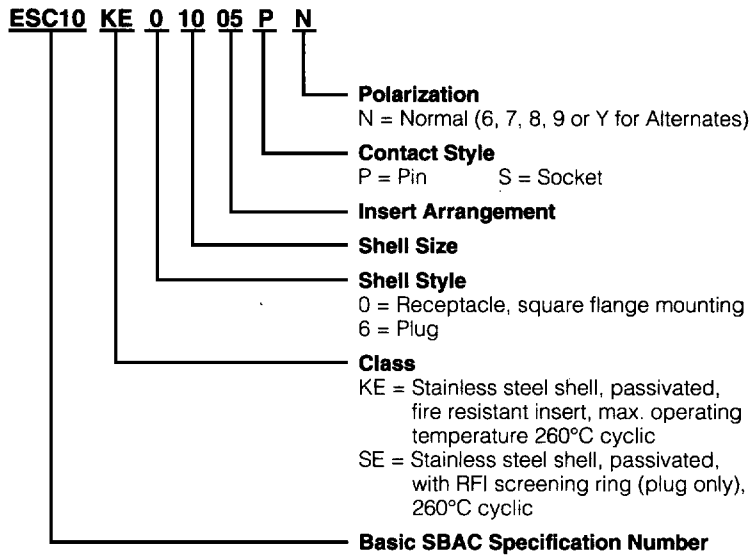 ESC10 KE 0 10 05 P N
Polarization
N = Normal (6, 7, 8, 9 or Y for Alternates)
Contact Style
P = Pin S = Socket
Insert Arrangement
Shell Size
Shell Style
0 = Receptacle, square flange mounting
6 = Plug
Class
KE = Stainless steel shell, passivated,
fire resistant insert, max. operating
temperature 260°C cyclic
SE = Stainless steel shell, passivated,
with RFI screening ring (plug only),
260°C cyclic
Basic SBAC Specification Number